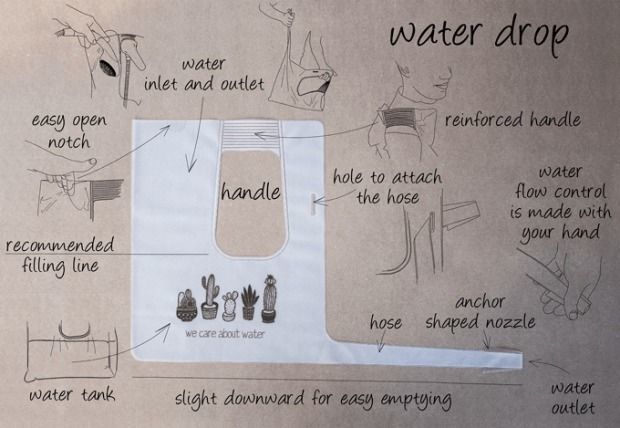 water drop
water
inlet and outlet
easy open
notch
reinforced handle
handle
hole to attach
the hose
water
flow control
is made with
your hand
recommended
filling line
we care about water
anchor
shaped nozzle
hose
water tank
slight downward for easy emptying
water
outlet